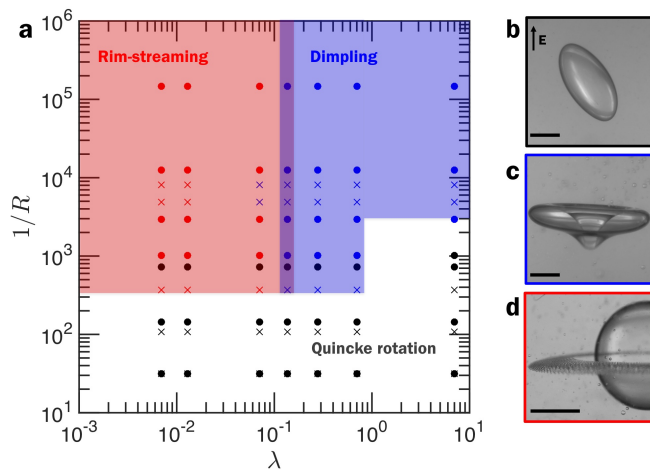 a
Rim-streaming
Dimpling
Quincke rotation
1/R
10^6
10^5
10^4
10^3
10^2
10^1
10^-3
10^-2
10^-1
10^0
10^1
λ
b
E
c
d